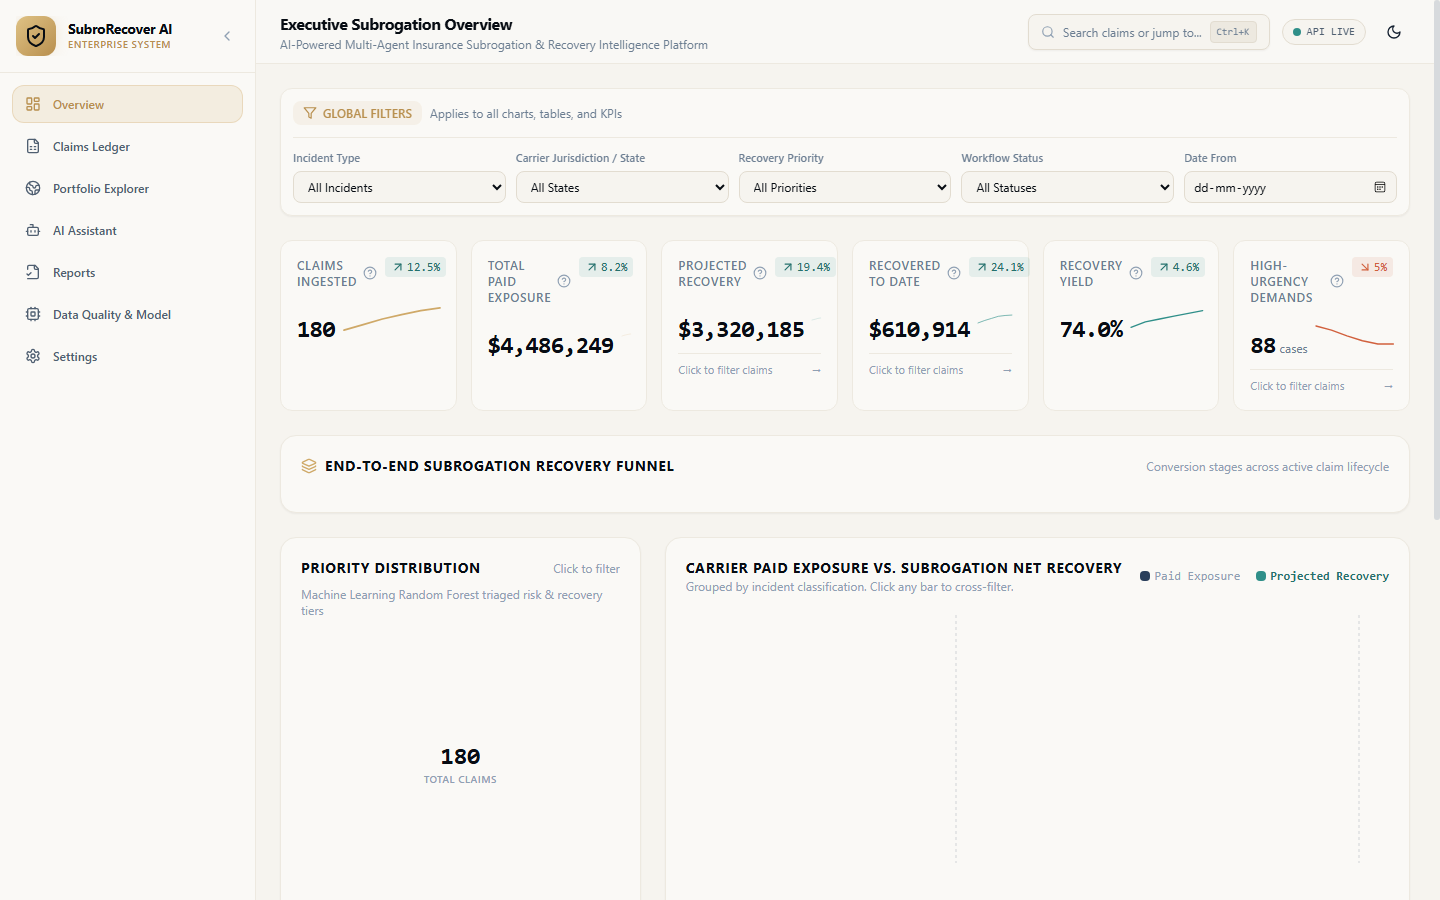 SubroRecover AI
ENTERPRISE SYSTEM
Overview
Claims Ledger
Portfolio Explorer
AI Assistant
Reports
Data Quality & Model
Settings
Executive Subrogation Overview
AI-Powered Multi-Agent Insurance Subrogation & Recovery Intelligence Platform
Search claims or jump to...
Ctrl+K
API LIVE
GLOBAL FILTERS
Applies to all charts, tables, and KPIs
Incident Type
All Incidents
Carrier Jurisdiction / State
All States
Recovery Priority
All Priorities
Workflow Status
All Statuses
Date From
dd-mm-yyyy
CLAIMS
INGESTED
12.5%
180
TOTAL
PAID
EXPOSURE
8.2%
$4,486,249
PROJECTED
RECOVERY
19.4%
$3,320,185
Click to filter claims →
RECOVERED
TO DATE
24.1%
$610,914
Click to filter claims →
RECOVERY
YIELD
4.6%
74.0%
HIGH-
URGENCY
DEMANDS
5%
88 cases
Click to filter claims →
END-TO-END SUBROGATION RECOVERY FUNNEL
Conversion stages across active claim lifecycle
PRIORITY DISTRIBUTION
Click to filter
Machine Learning Random Forest triaged risk & recovery
tiers
180
TOTAL CLAIMS
CARRIER PAID EXPOSURE VS. SUBROGATION NET RECOVERY
Grouped by incident classification. Click any bar to cross-filter.
Paid Exposure
Projected Recovery